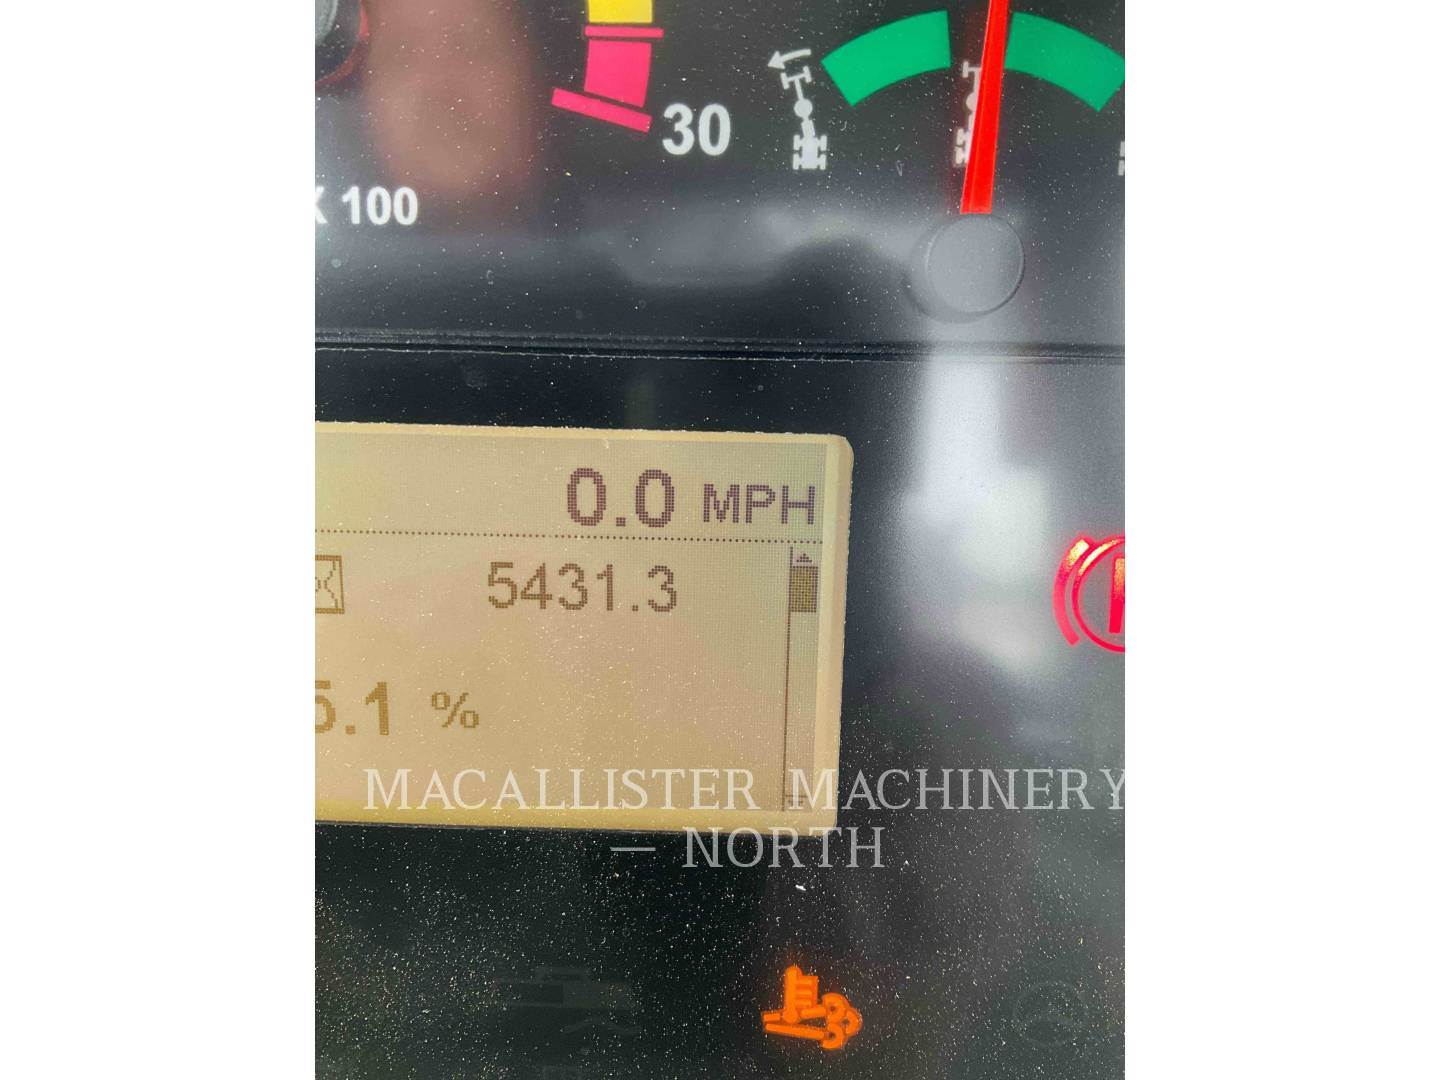 30
X 100
0.0 MPH
5431.3
5.1 %
MACALLISTER MACHINERY
— NORTH